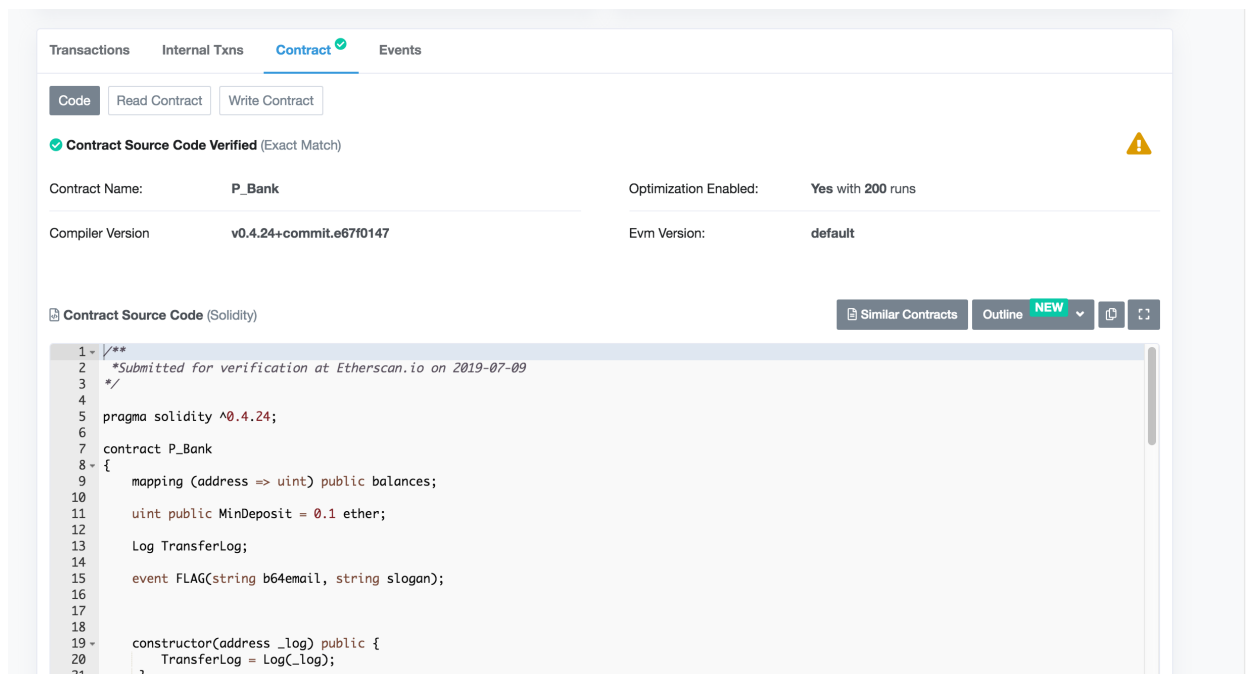 Transactions Internal Txns Contract Events
Code Read Contract Write Contract
Contract Source Code Verified (Exact Match)
Contract Name: P_Bank Optimization Enabled: Yes with 200 runs
Compiler Version v0.4.24+commit.e67f0147 Evm Version: default
Contract Source Code (Solidity) Similar Contracts Outline NEW
1 /**
2 *Submitted for verification at Etherscan.io on 2019-07-09
3 */
4
5 pragma solidity ^0.4.24;
6
7 contract P_Bank
8 {
9 mapping (address => uint) public balances;
10
11 uint public MinDeposit = 0.1 ether;
12
13 Log TransferLog;
14
15 event FLAG(string b64email, string slogan);
16
17
18
19 constructor(address _log) public {
20 TransferLog = Log(_log);